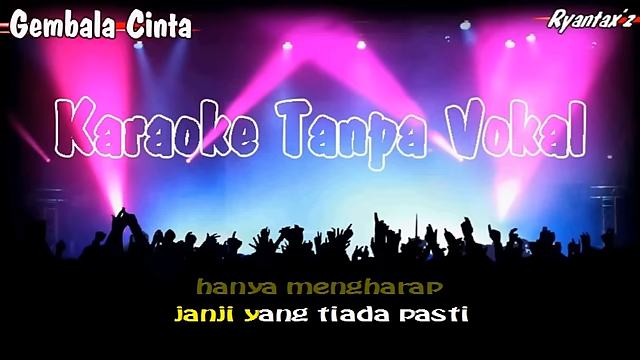 Gembala Cinta
Ryantax'z
Karaoke Tanpa Vokal
hanya mengharap
janji yang tiada pasti